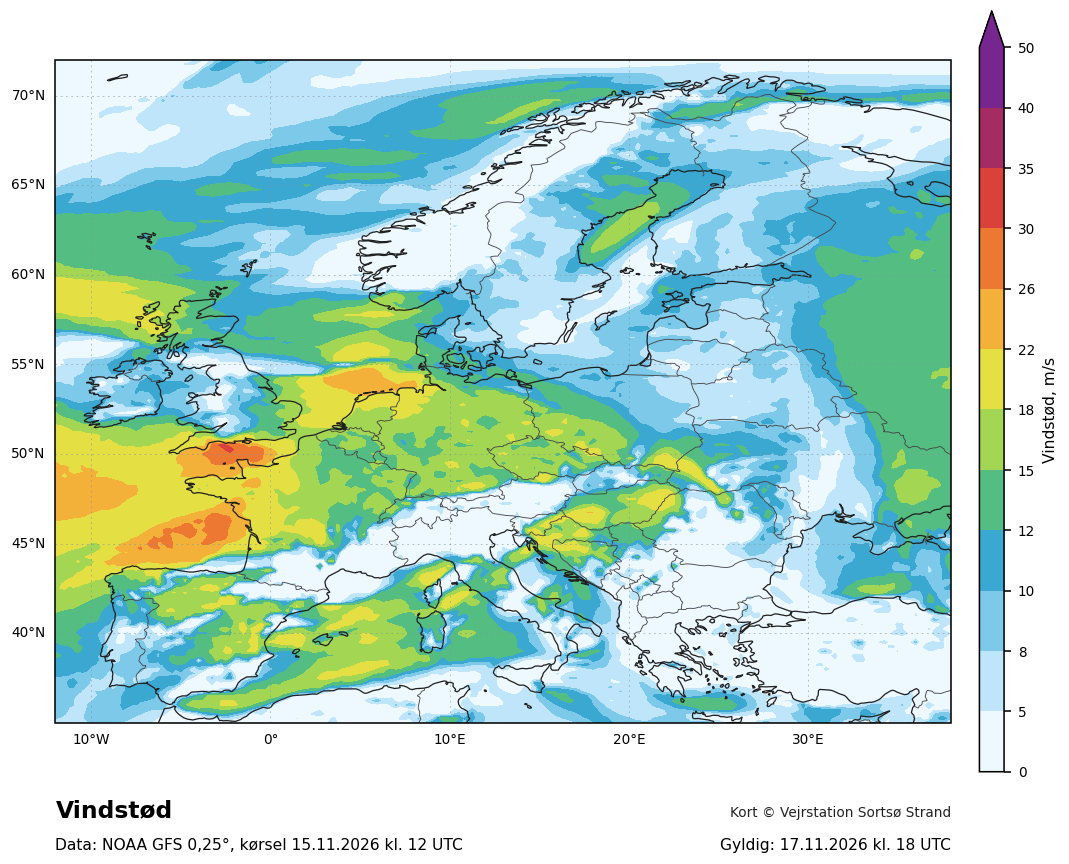 50
40
35
30
26
22
18
15
12
10
8
5
0
Vindstød, m/s
70°N
65°N
60°N
55°N
50°N
45°N
40°N
10°W
0°
10°E
20°E
30°E
Vindstød
Kort © Vejrstation Sortsø Strand
Data: NOAA GFS 0,25°, kørsel 15.11.2026 kl. 12 UTC
Gyldig: 17.11.2026 kl. 18 UTC